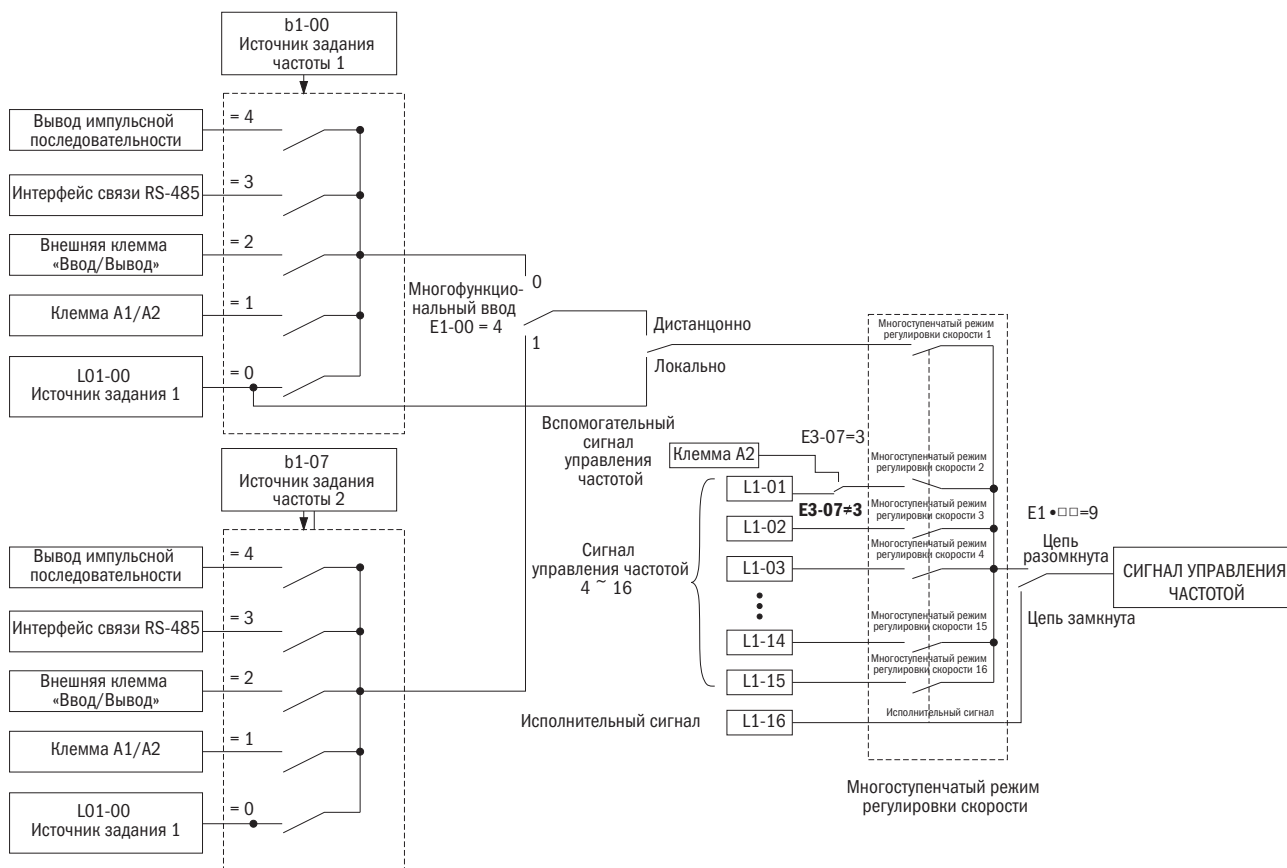 b1-00
Источник задания
частоты 1
Вывод импульсной
последовательности
= 4
Интерфейс связи RS-485
= 3
Внешняя клемма
«Ввод/Вывод»
= 2
Клемма А1/А2
= 1
L01-00
Источник задания 1
= 0
Многофункцио-
нальный ввод
E1-00 = 4
0
1
Дистанцонно
Локально
Многоступенчатый режим
регулировки скорости 1
b1-07
Источник задания
частоты 2
Вывод импульсной
последовательности
= 4
Интерфейс связи RS-485
= 3
Внешняя клемма
«Ввод/Вывод»
= 2
Клемма А1/А2
= 1
L01-00
Источник задания 1
= 0
Вспомогательный
сигнал
управления
частотой
Клемма А2
E3-07=3
E3-07≠3
Сигнал
управления частотой
4 ~ 16
L1-01
L1-02
L1-03
L1-14
L1-15
Исполнительный сигнал
L1-16
Многоступенчатый режим
регулировки скорости 2
Многоступенчатый режим
регулировки скорости 3
Многоступенчатый режим
регулировки скорости 4
Многоступенчатый режим
регулировки скорости 15
Многоступенчатый режим
регулировки скорости 16
Исполнительный сигнал
Многоступенчатый режим
регулировки скорости
E1•□□=9
Цепь
разомкнута
Цепь замкнута
СИГНАЛ УПРАВЛЕНИЯ
ЧАСТОТОЙ